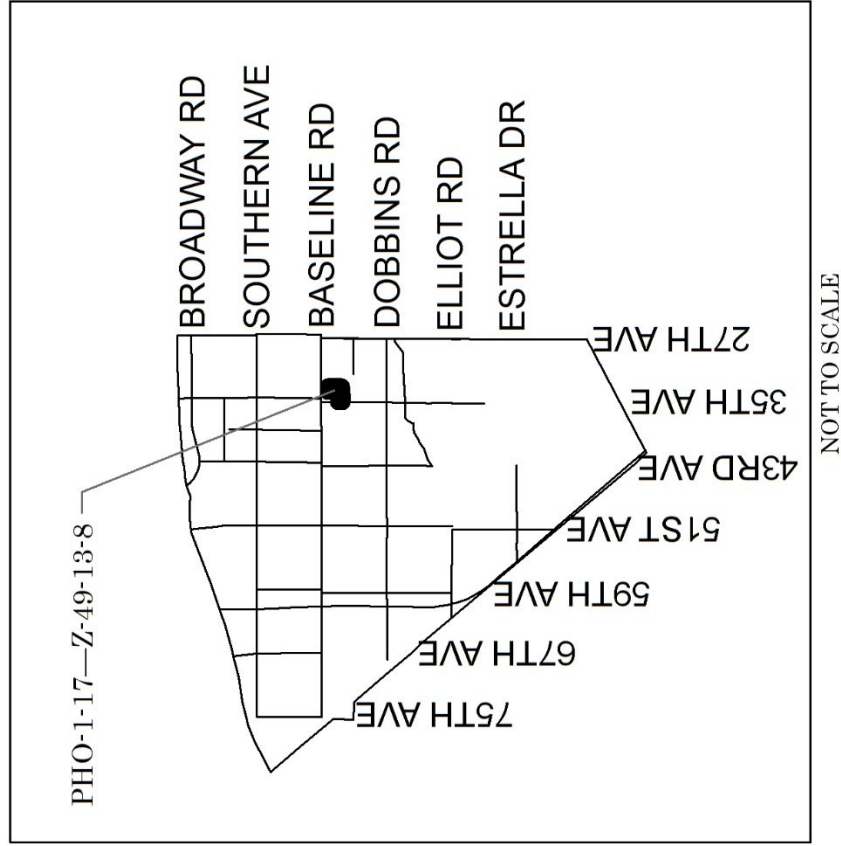 PHO-1-17—Z-49-13-8
BROADWAY RD
SOUTHERN AVE
BASELINE RD
DOBBINS RD
ELLIOT RD
ESTRELLA DR
75TH AVE
67TH AVE
59TH AVE
51ST AVE
43RD AVE
35TH AVE
27TH AVE
NOT TO SCALE